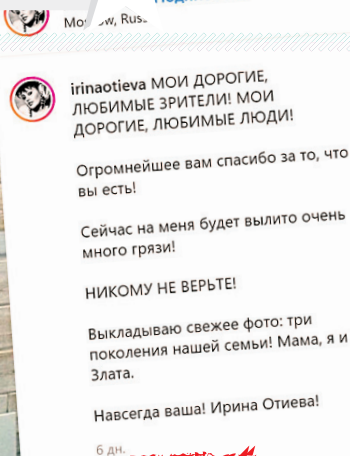 irinaotieva МОИ ДОРОГИЕ,
ЛЮБИМЫЕ ЗРИТЕЛИ! МОИ
ДОРОГИЕ, ЛЮБИМЫЕ ЛЮДИ!
Огромнейшее вам спасибо за то, что
вы есть!
Сейчас на меня будет вылито очень
много грязи!
НИКОМУ НЕ ВЕРЬТЕ!
Выкладываю свежее фото: три
поколения нашей семьи! Мама, я и
Злата.
Навсегда ваша! Ирина Отиева!
6 дн.